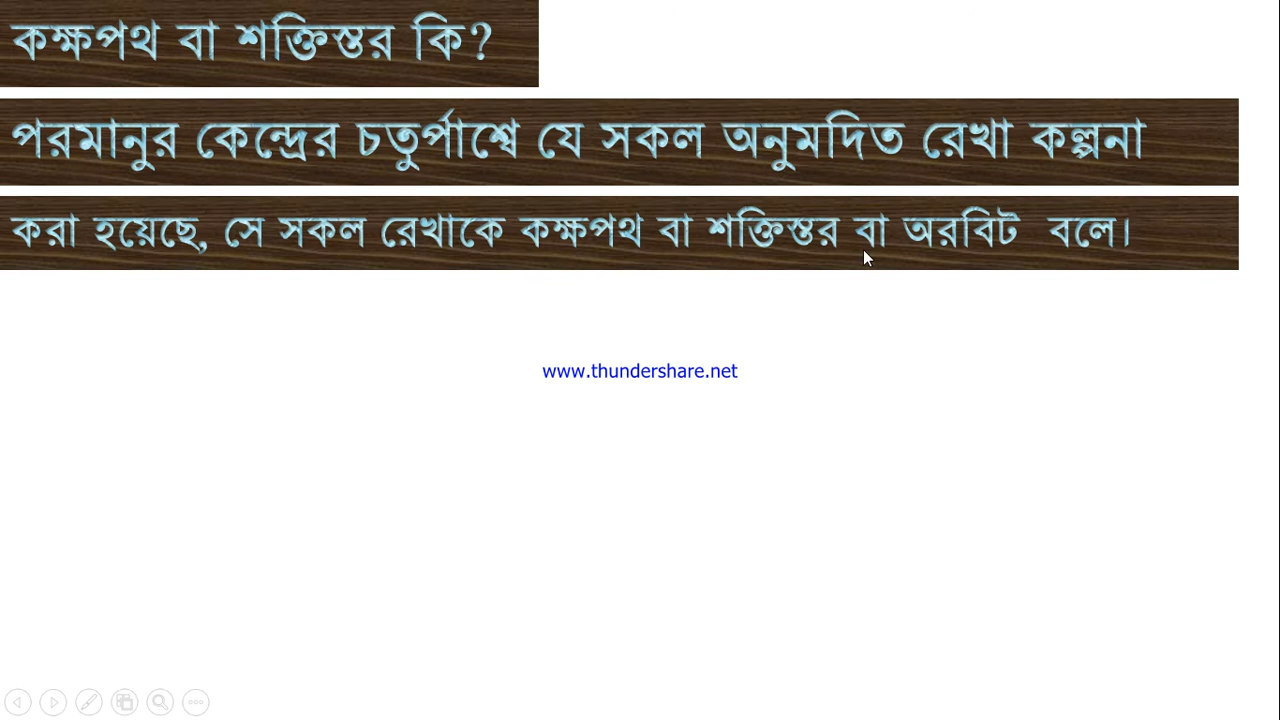 কক্ষপথ বা শক্তিস্তর কি?
পরমানুর কেন্দ্রের চতুর্পাশ্বে যে সকল অনুমদিত রেখা কল্পনা
করা হয়েছে, সে সকল রেখাকে কক্ষপথ বা শক্তিস্তর বা অরবিট বলে।
www.thundershare.net